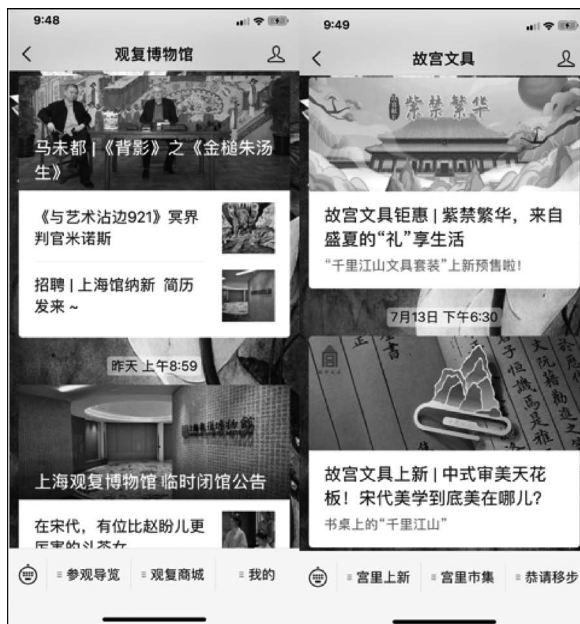 9:48
观复博物馆
马未都 |《背影》之《金槌朱汤
生》
《与艺术沾边921》冥界
判官米诺斯
招聘 | 上海馆纳新 简历
发来 ~
昨天 上午8:59
上海观复博物馆 临时闭馆公告
在宋代，有位比赵盼儿更
厉害的斗茶女
≡ 参观导览
≡ 观复商城
≡ 我的
9:49
故宫文具
紫禁繁华
故宫文具钜惠 | 紫禁繁华，来自
盛夏的“礼”享生活
“千里江山文具套装”上新预售啦！
7月13日 下午6:30
故宫文具上新 | 中式审美天花
板！宋代美学到底美在哪儿？
书桌上的“千里江山”
≡ 宫里上新
≡ 宫里市集
≡ 恭请移步